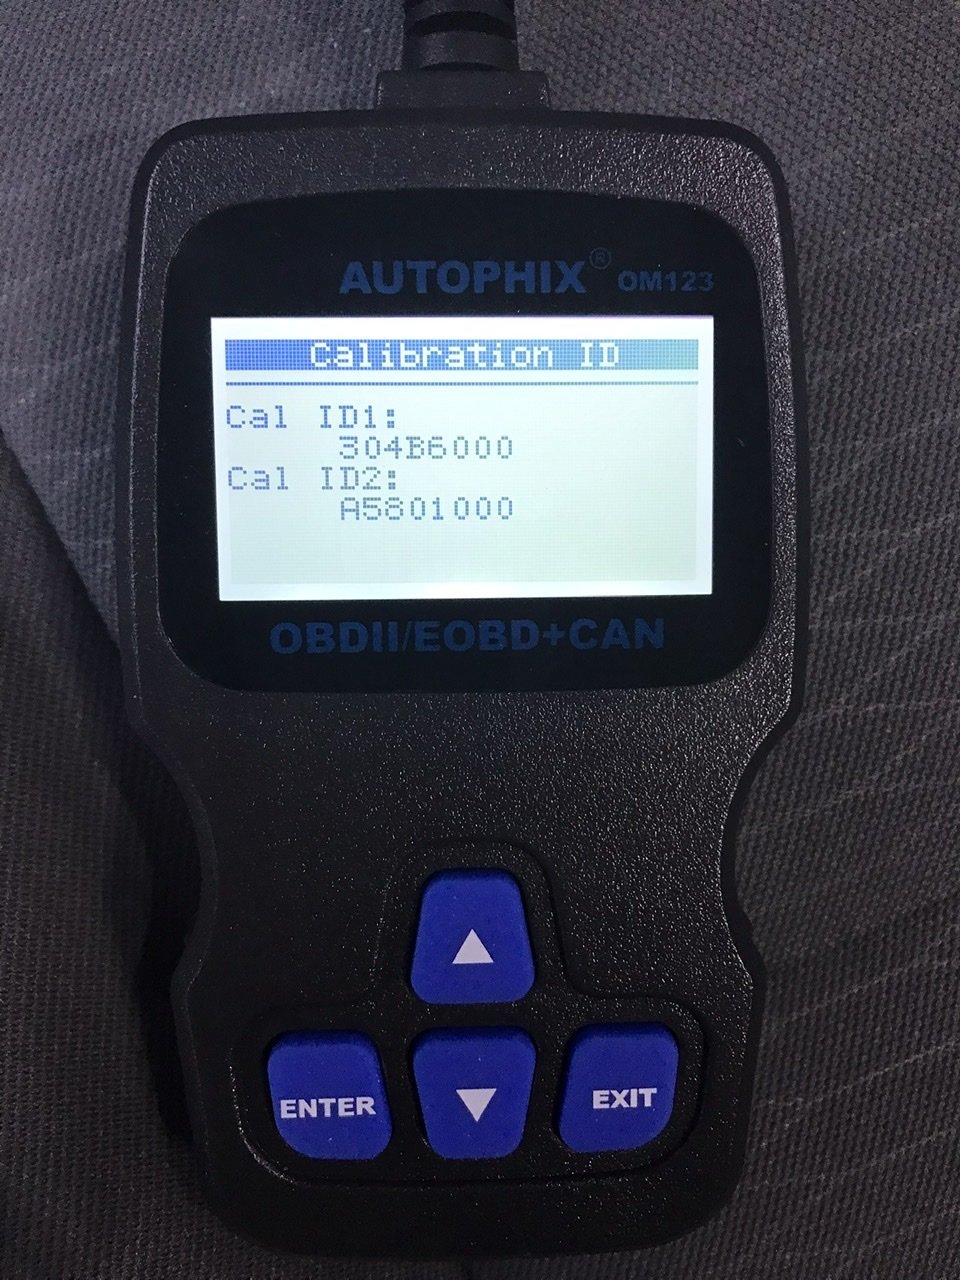 AUTOPHIX® OM123
Calibration ID
Cal ID1:
304B6000
Cal ID2:
A5801000
OBDII/EOBD+CAN
▲
ENTER ▼ EXIT